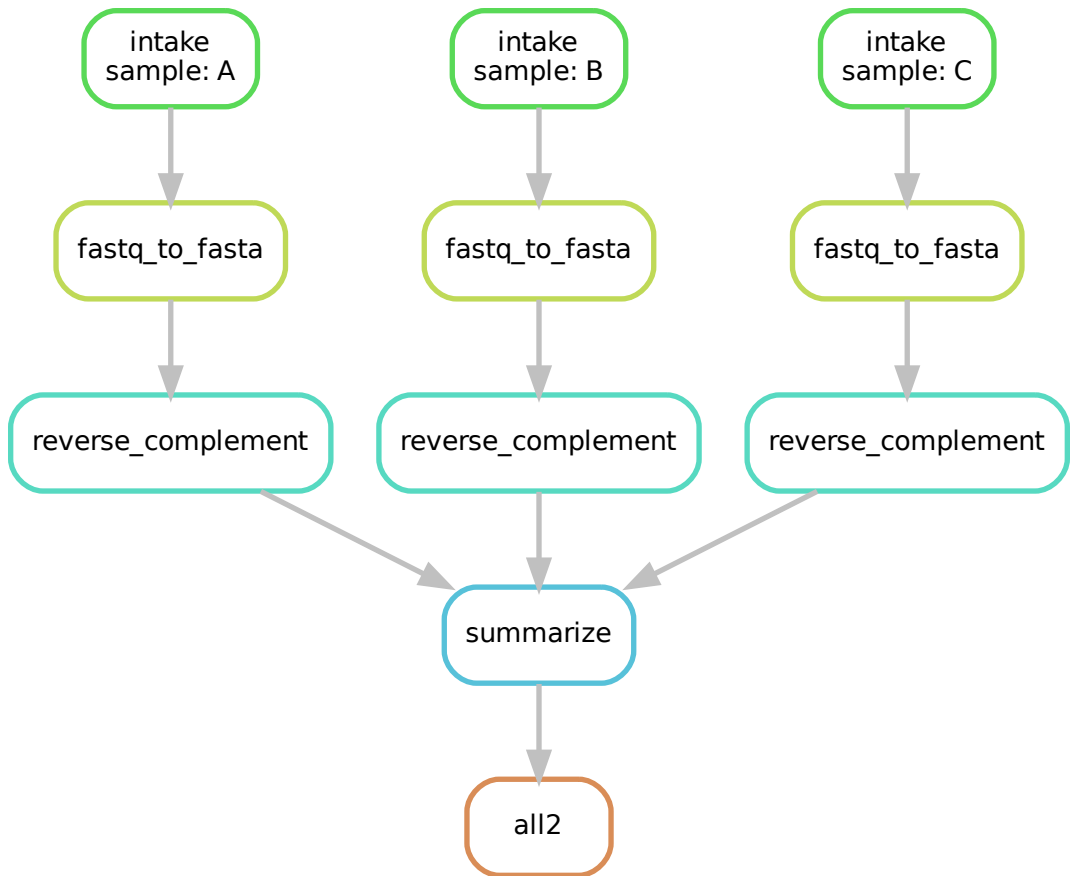 intake
sample: A
intake
sample: B
intake
sample: C
fastq_to_fasta
fastq_to_fasta
fastq_to_fasta
reverse_complement
reverse_complement
reverse_complement
summarize
all2